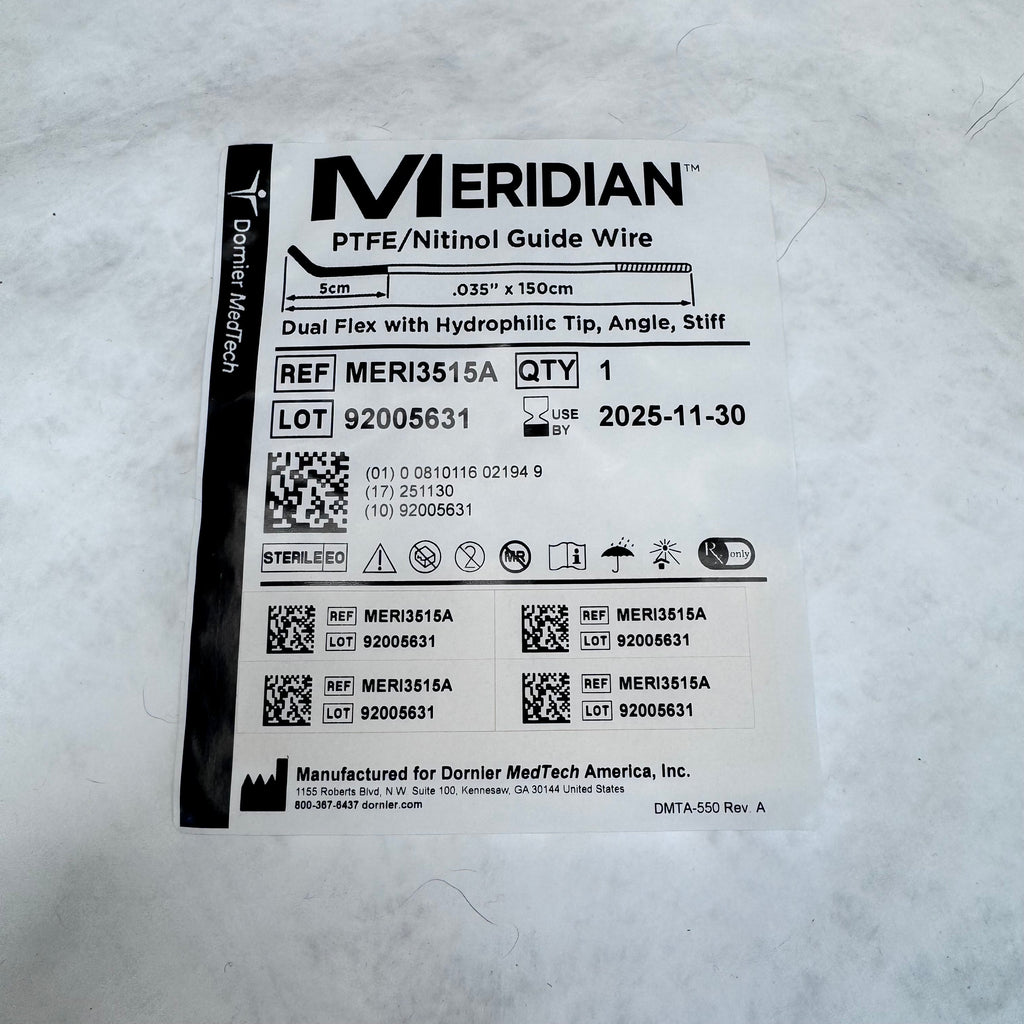 Dornier MedTech
MERIDIAN™
PTFE/Nitinol Guide Wire
5cm
.035" x 150cm
Dual Flex with Hydrophilic Tip, Angle, Stiff
REF MERI3515A QTY 1
LOT 92005631 USE BY 2025-11-30
(01) 0 0810116 02194 9
(17) 251130
(10) 92005631
STERILE EO 2 MR i Rx only
REF MERI3515A
LOT 92005631
REF MERI3515A
LOT 92005631
REF MERI3515A
LOT 92005631
REF MERI3515A
LOT 92005631
Manufactured for Dornier MedTech America, Inc.
1155 Roberts Blvd, N.W. Suite 100, Kennesaw, GA 30144 United States
800-367-6437 dornier.com
DMTA-550 Rev. A